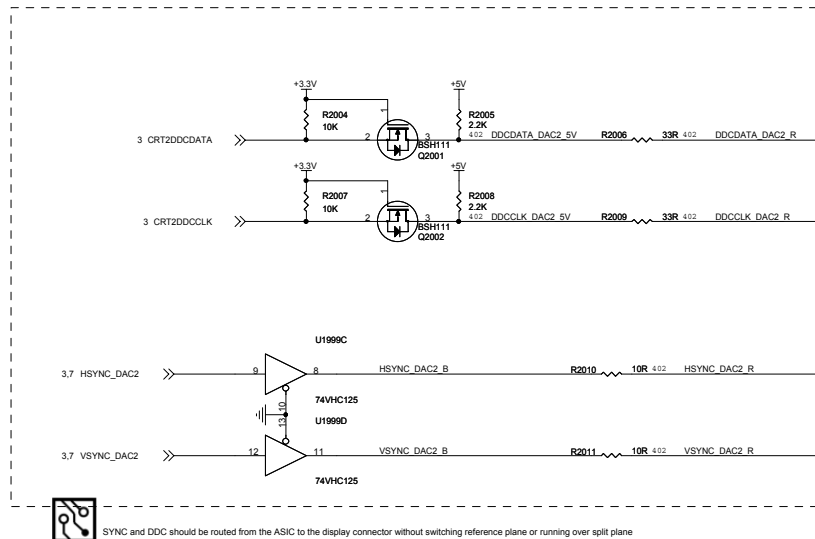 +3.3V
+5V
R2004
10K
R2005
2.2K
1
3 CRT2DDCDATA
2
3
402
DDCDATA_DAC2_5V
R2006
33R
402
DDCDATA_DAC2_R
BSH111
Q2001
+3.3V
+5V
R2007
10K
R2008
2.2K
1
3 CRT2DDCCLK
2
3
402
DDCCLK_DAC2_5V
R2009
33R
402
DDCCLK_DAC2_R
BSH111
Q2002
U1999C
3,7 HSYNC_DAC2
9
8
HSYNC_DAC2_B
R2010
10R
402
HSYNC_DAC2_R
10
74VHC125
13
U1999D
3,7 VSYNC_DAC2
12
11
VSYNC_DAC2_B
R2011
10R
402
VSYNC_DAC2_R
74VHC125
SYNC and DDC should be routed from the ASIC to the display connector without switching reference plane or running over split plane